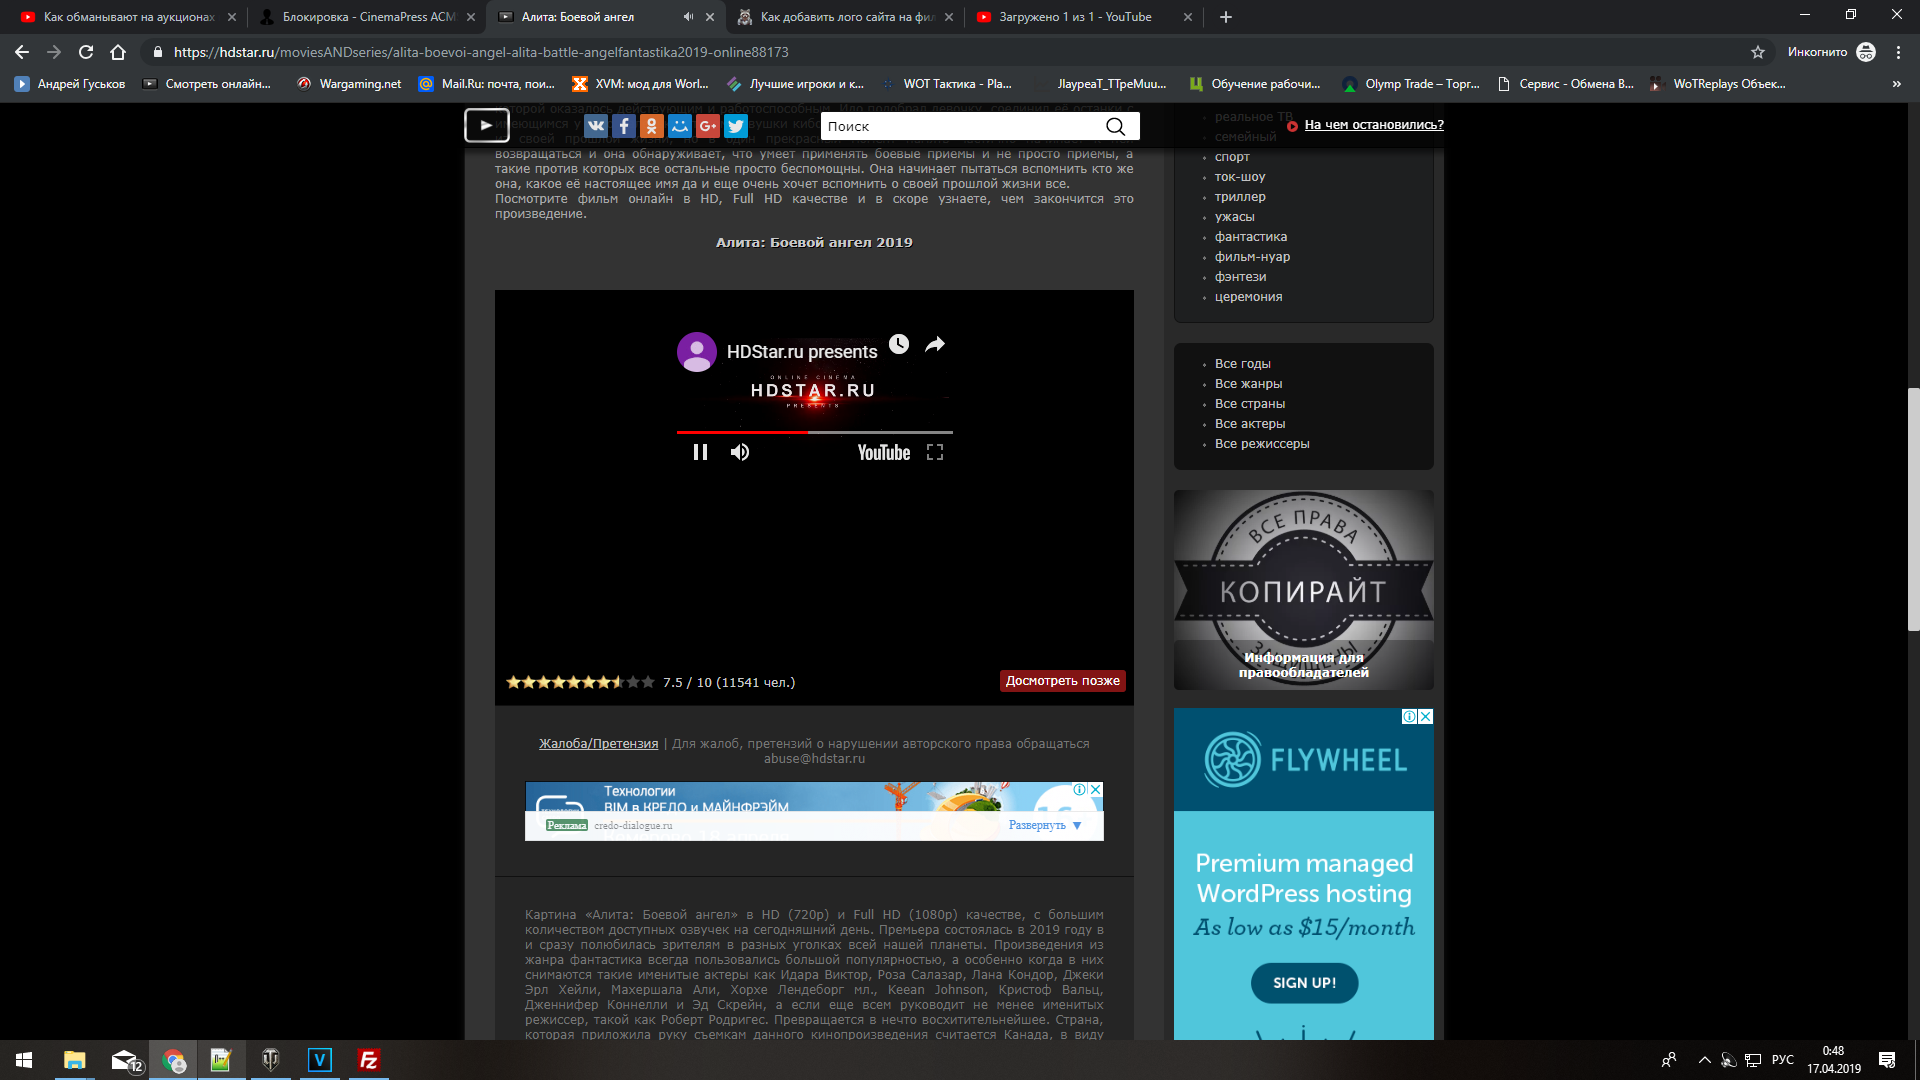 Как обманывают на аукционах
Блокировка - CinemaPress ACM
Алита: Боевой ангел
Как добавить лого сайта на фил
Загружено 1 из 1 - YouTube
https://hdstar.ru/moviesANDseries/alita-boevoi-angel-alita-battle-angelfantastika2019-online88173
Инкогнито
Андрей Гуськов
Смотреть онлайн...
Wargaming.net
Mail.Ru: почта, пои...
XVM: мод для Worl...
Лучшие игроки и к...
WOT Тактика - Pla...
JlaypeaT_TTpeMuu...
Обучение рабочи...
Olymp Trade – Торг...
Сервис - Обмена В...
WoTReplays Объек...
»
Поиск
На чем остановились?
возвращаться и она обнаруживает, что умеет применять боевые приемы и не просто приемы, а
такие против которых все остальные просто беспомощны. Она начинает пытаться вспомнить кто же
она, какое её настоящее имя да и еще очень хочет вспомнить о своей прошлой жизни все.
Посмотрите фильм онлайн в HD, Full HD качестве и в скоре узнаете, чем закончится это
произведение.
Алита: Боевой ангел 2019
HDStar.ru presents
ONLINE CINEMA
HDSTAR.RU
PRESENTS
YouTube
7.5 / 10 (11541 чел.)
Досмотреть позже
Жалоба/Претензия | Для жалоб, претензий о нарушении авторского права обращаться
abuse@hdstar.ru
Технологии
BIM в КРЕДО и МАЙНФРЭЙМ
Реклама credo-dialogue.ru
Развернуть ▼
Картина «Алита: Боевой ангел» в HD (720p) и Full HD (1080p) качестве, с большим
количеством доступных озвучек на сегодняшний день. Премьера состоялась в 2019 году в
и сразу полюбилась зрителям в разных уголках всей нашей планеты. Произведения из
жанра фантастика всегда пользовались большой популярностью, а особенно когда в них
снимаются такие именитые актеры как Идара Виктор, Роза Салазар, Лана Кондор, Джеки
Эрл Хейли, Махершала Али, Хорхе Лендеборг мл., Keean Johnson, Кристоф Вальц,
Дженнифер Коннелли и Эд Скрейн, а если еще всем руководит не менее именитых
режиссер, такой как Роберт Родригес. Превращается в нечто восхитительнейшее. Страна,
которая приложила руку съемкам данного кинопроизведения считается Канада, в виду
реальное ТВ
семейный
спорт
ток-шоу
триллер
ужасы
фантастика
фильм-нуар
фэнтези
церемония
Все годы
Все жанры
Все страны
Все актеры
Все режиссеры
ВСЕ ПРАВА
КОПИРАЙТ
Информация для
правообладателей
FLYWHEEL
Premium managed
WordPress hosting
As low as $15/month
SIGN UP!
12
РУС
0:48
17.04.2019